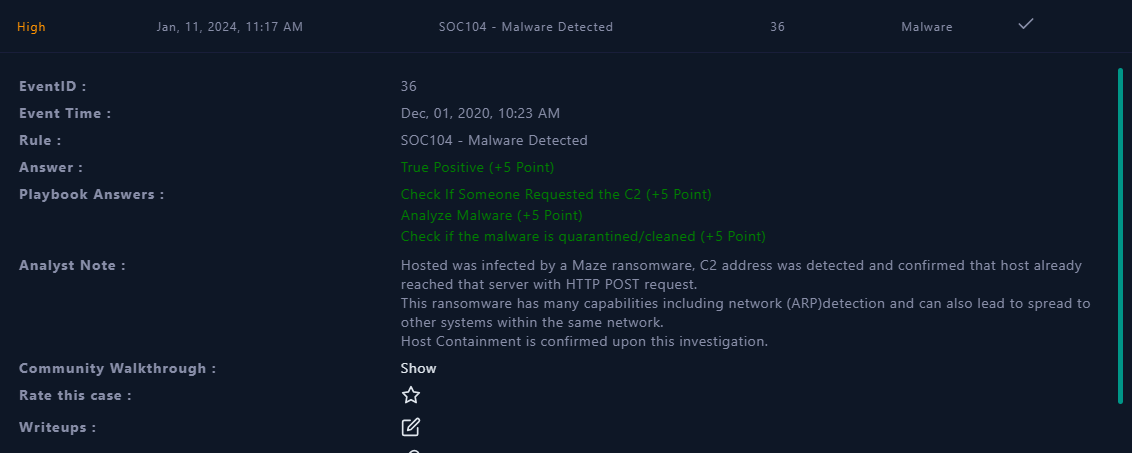 High Jan, 11, 2024, 11:17 AM SOC104 - Malware Detected 36 Malware
EventID : 36
Event Time : Dec, 01, 2020, 10:23 AM
Rule : SOC104 - Malware Detected
Answer : True Positive (+5 Point)
Playbook Answers : Check If Someone Requested the C2 (+5 Point)
Analyze Malware (+5 Point)
Check if the malware is quarantined/cleaned (+5 Point)
Analyst Note : Hosted was infected by a Maze ransomware, C2 address was detected and confirmed that host already
reached that server with HTTP POST request.
This ransomware has many capabilities including network (ARP)detection and can also lead to spread to
other systems within the same network.
Host Containment is confirmed upon this investigation.
Community Walkthrough : Show
Rate this case :
Writeups :